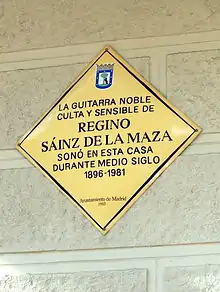 LA GUITARRA NOBLE
CULTA Y SENSIBLE DE
REGINO
SÁINZ DE LA MAZA
SONÓ EN ESTA CASA
DURANTE MEDIO SIGLO
1896-1981
Ayuntamiento de Madrid